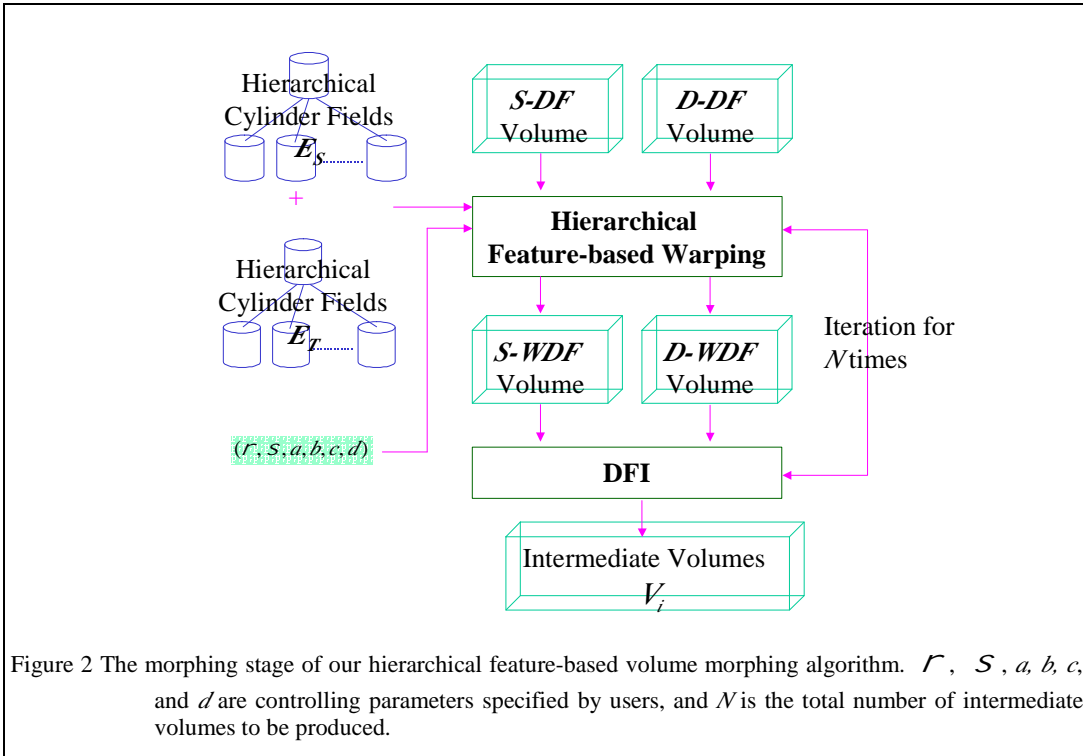 Hierarchical
Cylinder Fields
E_S
+
Hierarchical
Cylinder Fields
E_T
(r, s, a, b, c, d)
S-DF
Volume
D-DF
Volume
Hierarchical
Feature-based Warping
S-WDF
Volume
D-WDF
Volume
Iteration for
N times
DFI
Intermediate Volumes
V_i
Figure 2 The morphing stage of our hierarchical feature-based volume morphing algorithm. r, s, a, b, c,
and d are controlling parameters specified by users, and N is the total number of intermediate
volumes to be produced.